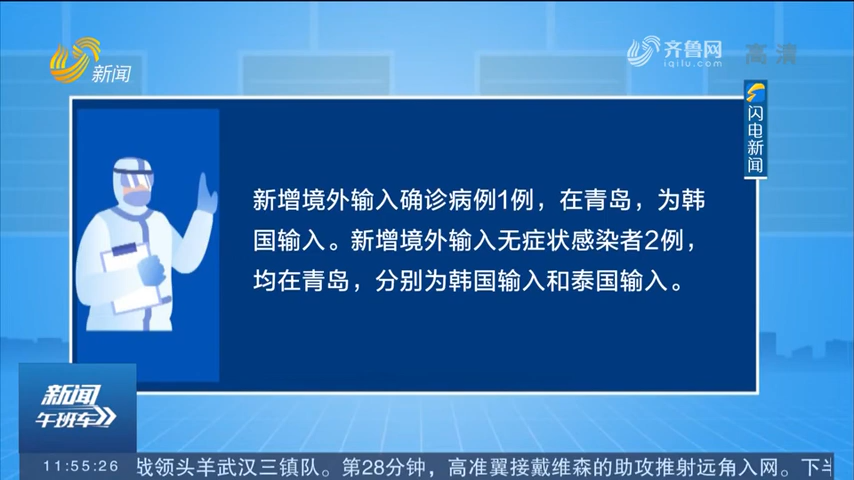 新闻
齐鲁网
iqilu.com
高清
闪电新闻
新增境外输入确诊病例1例，在青岛，为韩
国输入。新增境外输入无症状感染者2例，
均在青岛，分别为韩国输入和泰国输入。
新闻
午班车
11:55:26
战领头羊武汉三镇队。第28分钟，高准翼接戴维森的助攻推射远角入网。下半